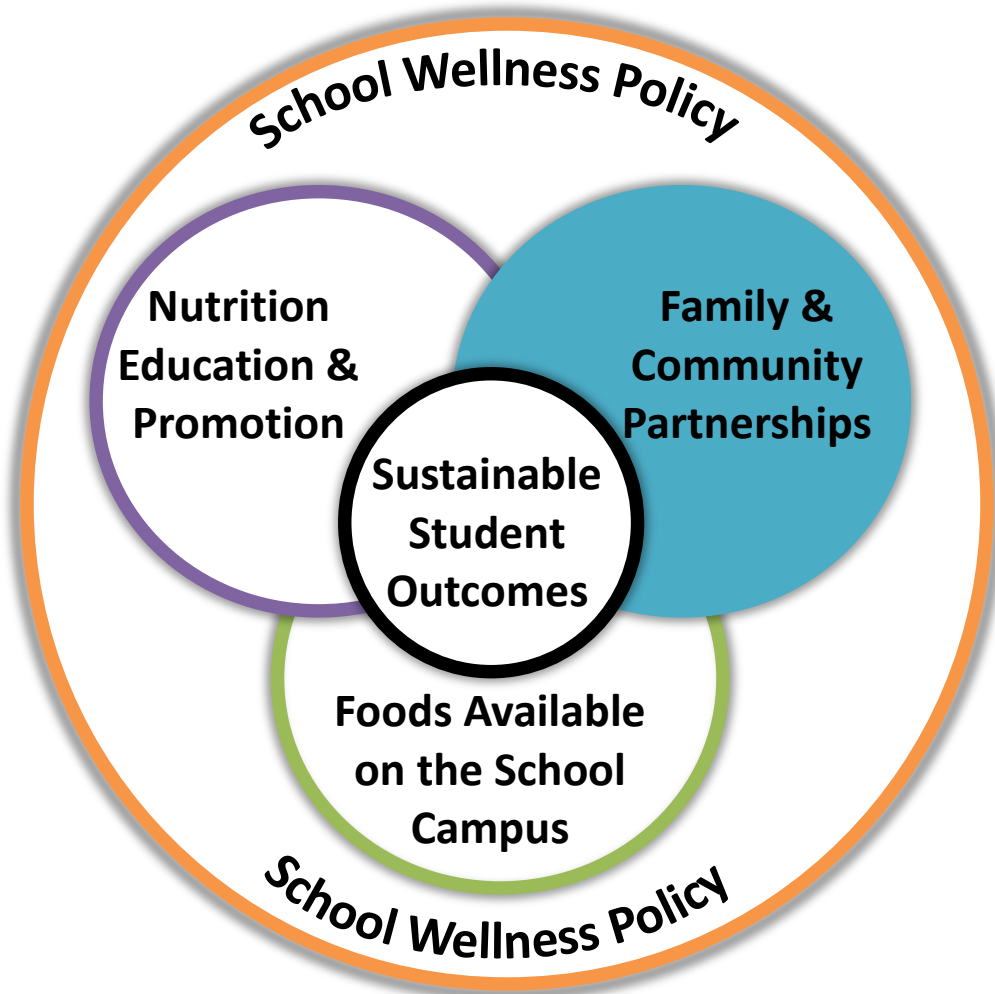 School Wellness Policy
Nutrition
Education &
Promotion
Family &
Community
Partnerships
Sustainable
Student
Outcomes
Foods Available
on the School
Campus
School Wellness Policy